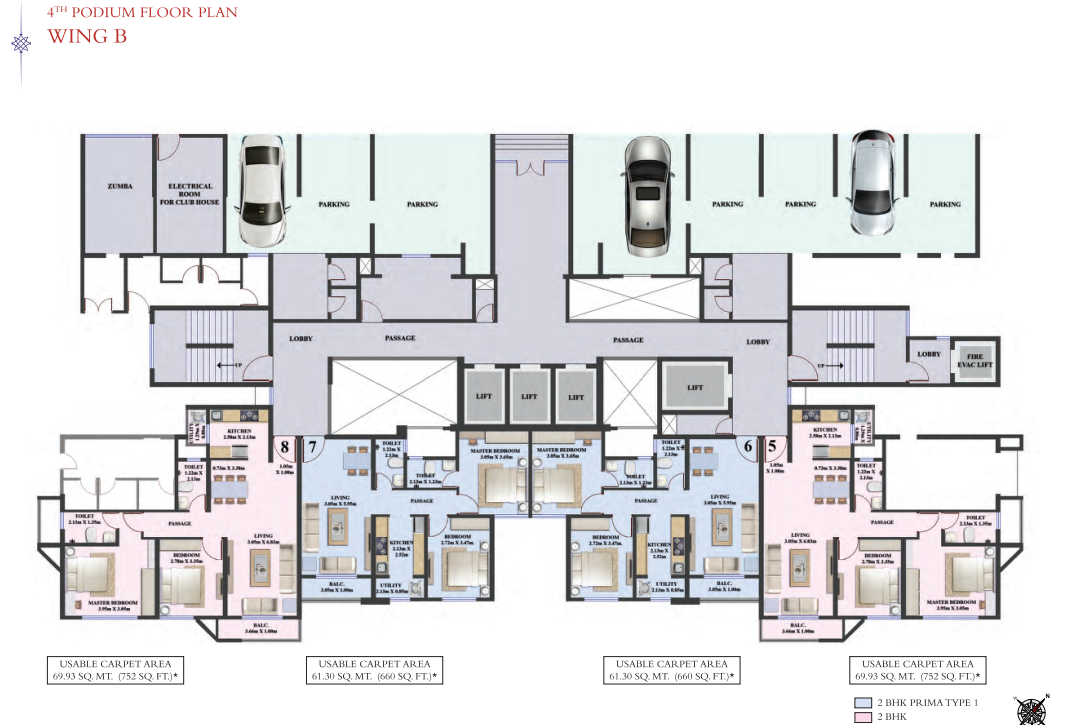 4TH PODIUM FLOOR PLAN
WING B
ZUMBA
ELECTRICAL
ROOM
FOR CLUB HOUSE
PARKING
PARKING
PARKING
PARKING
PARKING
LOBBY
PASSAGE
PASSAGE
LOBBY
UP
UP
LOBBY
FIRE
EVAC LIFT
LIFT
LIFT
LIFT
LIFT
UTILITY
KITCHEN
2.58m X 2.13m
8
1.05m
X 1.00m
TOILET
1.22m X
2.13m
0.73m X 3.30m
TOILET
2.13m X 1.35m
PASSAGE
LIVING
3.05m X 6.83m
BEDROOM
2.78m X 3.35m
MASTER BEDROOM
3.95m X 3.05m
BALC.
3.66m X 1.00m
7
TOILET
1.22m X
2.13m
TOILET
2.13m X 1.23m
MASTER BEDROOM
3.05m X 3.65m
LIVING
3.05m X 5.95m
PASSAGE
KITCHEN
2.13m X
2.52m
BEDROOM
2.72m X 3.47m
BALC.
3.05m X 1.00m
UTILITY
2.13m X 0.85m
MASTER BEDROOM
3.05m X 3.65m
TOILET
2.13m X 1.23m
TOILET
1.22m X
2.13m
6
PASSAGE
LIVING
3.05m X 5.95m
BEDROOM
2.72m X 3.47m
KITCHEN
2.13m X
2.52m
UTILITY
2.13m X 0.85m
BALC.
3.05m X 1.00m
5
1.05m
X 1.00m
KITCHEN
2.58m X 2.13m
UTILITY
0.73m X 3.30m
TOILET
1.22m X
2.13m
PASSAGE
TOILET
2.13m X 1.35m
LIVING
3.05m X 6.83m
BEDROOM
2.78m X 3.35m
MASTER BEDROOM
3.95m X 3.05m
BALC.
3.66m X 1.00m
USABLE CARPET AREA
69.93 SQ. MT. (752 SQ. FT.)★
USABLE CARPET AREA
61.30 SQ. MT. (660 SQ. FT.)★
USABLE CARPET AREA
61.30 SQ. MT. (660 SQ. FT.)★
USABLE CARPET AREA
69.93 SQ. MT. (752 SQ. FT.)★
2 BHK PRIMA TYPE 1
2 BHK
N